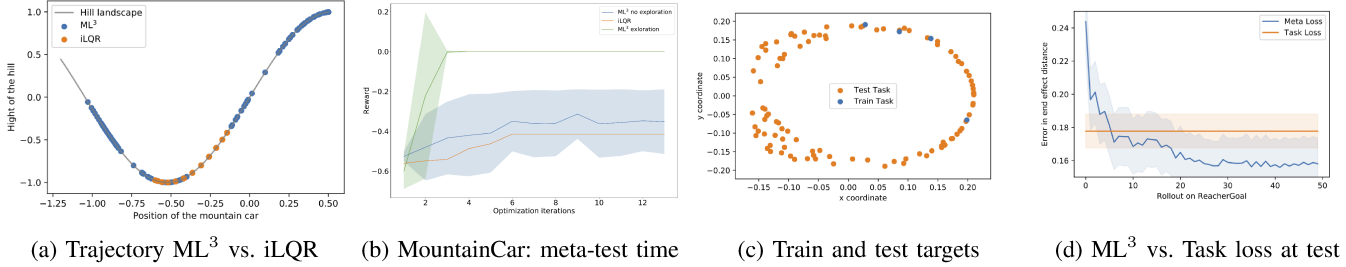 Hill landscape
ML³
iLQR
Hight of the hill
1.0
0.5
0.0
−0.5
−1.0
−1.25 −1.00 −0.75 −0.50 −0.25 0.00 0.25 0.50
Position of the mountain car
(a) Trajectory ML³ vs. iLQR
ML³ no exploration
iLQR
ML³ exloration
Reward
0.0
−0.2
−0.4
−0.6
2 4 6 8 10 12
Optimization iterations
(b) MountainCar: meta-test time
Test Task
Train Task
y coordinate
0.20
0.15
0.10
0.05
0.00
−0.05
−0.10
−0.15
−0.20
−0.15 −0.10 −0.05 0.00 0.05 0.10 0.15 0.20
x coordinate
(c) Train and test targets
Meta Loss
Task Loss
Error in end effect distance
0.24
0.22
0.20
0.18
0.16
0 10 20 30 40 50
Rollout on ReacherGoal
(d) ML³ vs. Task loss at test